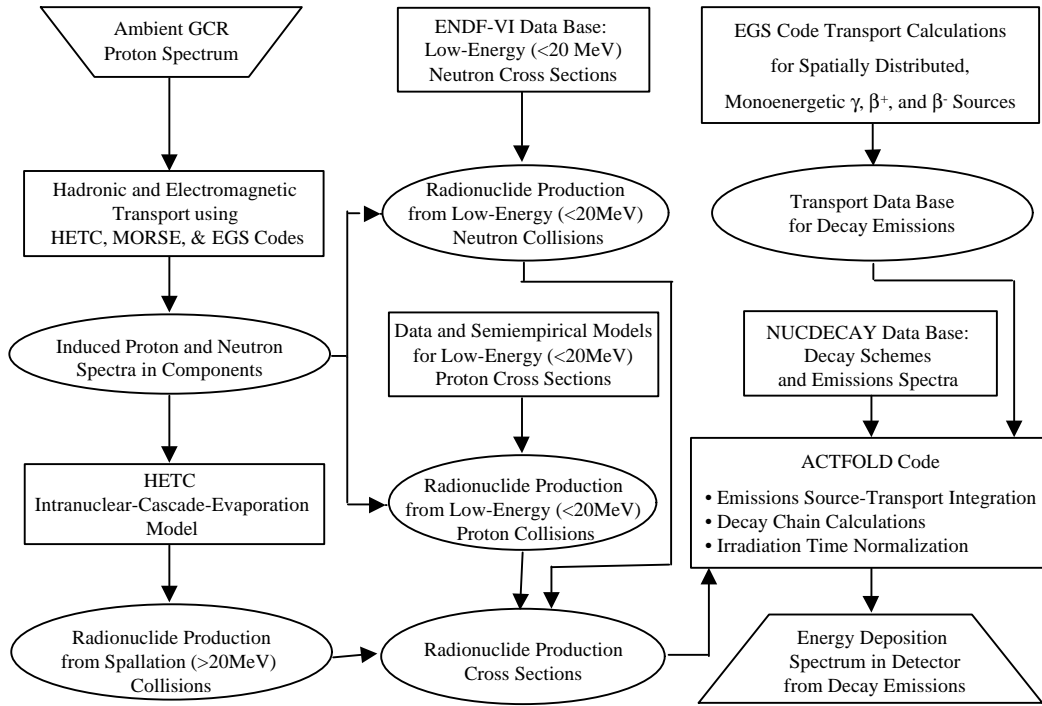 Ambient GCR
Proton Spectrum
Hadronic and Electromagnetic
Transport using
HETC, MORSE, & EGS Codes
Induced Proton and Neutron
Spectra in Components
HETC
Intranuclear-Cascade-Evaporation
Model
Radionuclide Production
from Spallation (>20MeV)
Collisions
ENDF-VI Data Base:
Low-Energy (<20 MeV)
Neutron Cross Sections
Radionuclide Production
from Low-Energy (<20MeV)
Neutron Collisions
Data and Semiempirical Models
for Low-Energy (<20MeV)
Proton Cross Sections
Radionuclide Production
from Low-Energy (<20MeV)
Proton Collisions
Radionuclide Production
Cross Sections
EGS Code Transport Calculations
for Spatially Distributed,
Monoenergetic γ, β⁺, and β⁻ Sources
Transport Data Base
for Decay Emissions
NUCDECAY Data Base:
Decay Schemes
and Emissions Spectra
ACTFOLD Code
• Emissions Source-Transport Integration
• Decay Chain Calculations
• Irradiation Time Normalization
Energy Deposition
Spectrum in Detector
from Decay Emissions